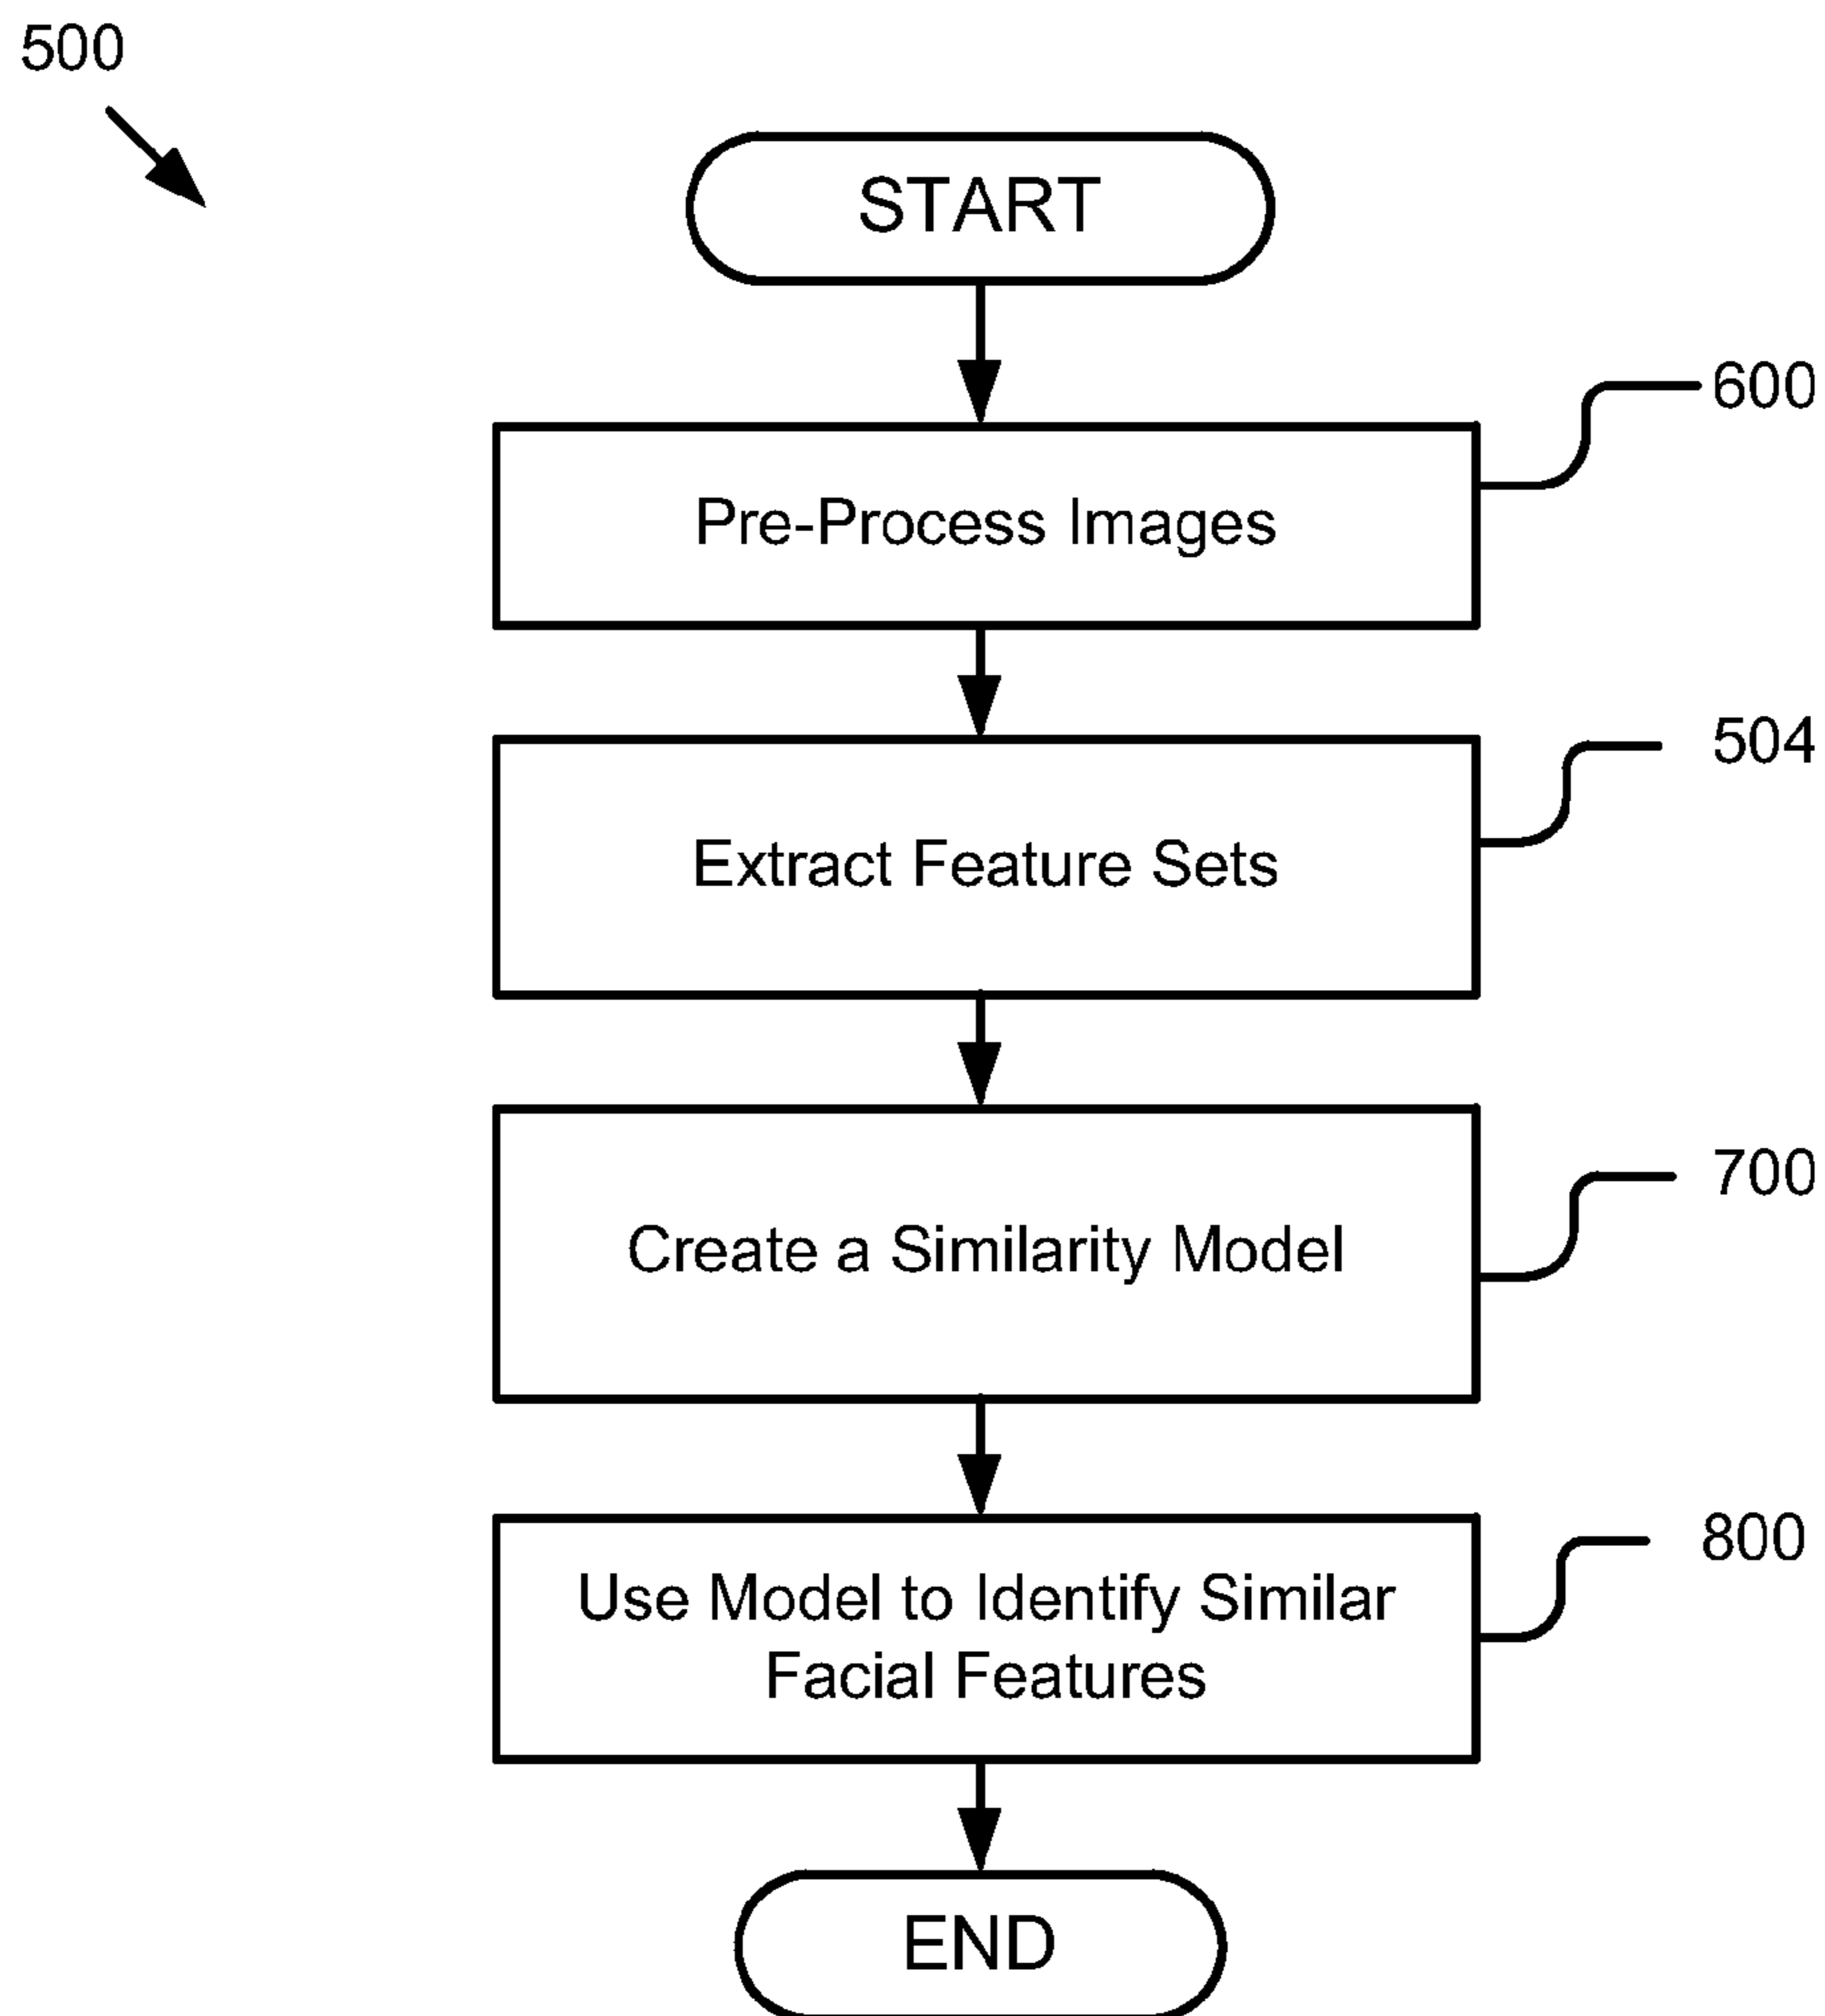 500
START
600
Pre-Process Images
504
Extract Feature Sets
700
Create a Similarity Model
800
Use Model to Identify Similar
Facial Features
END